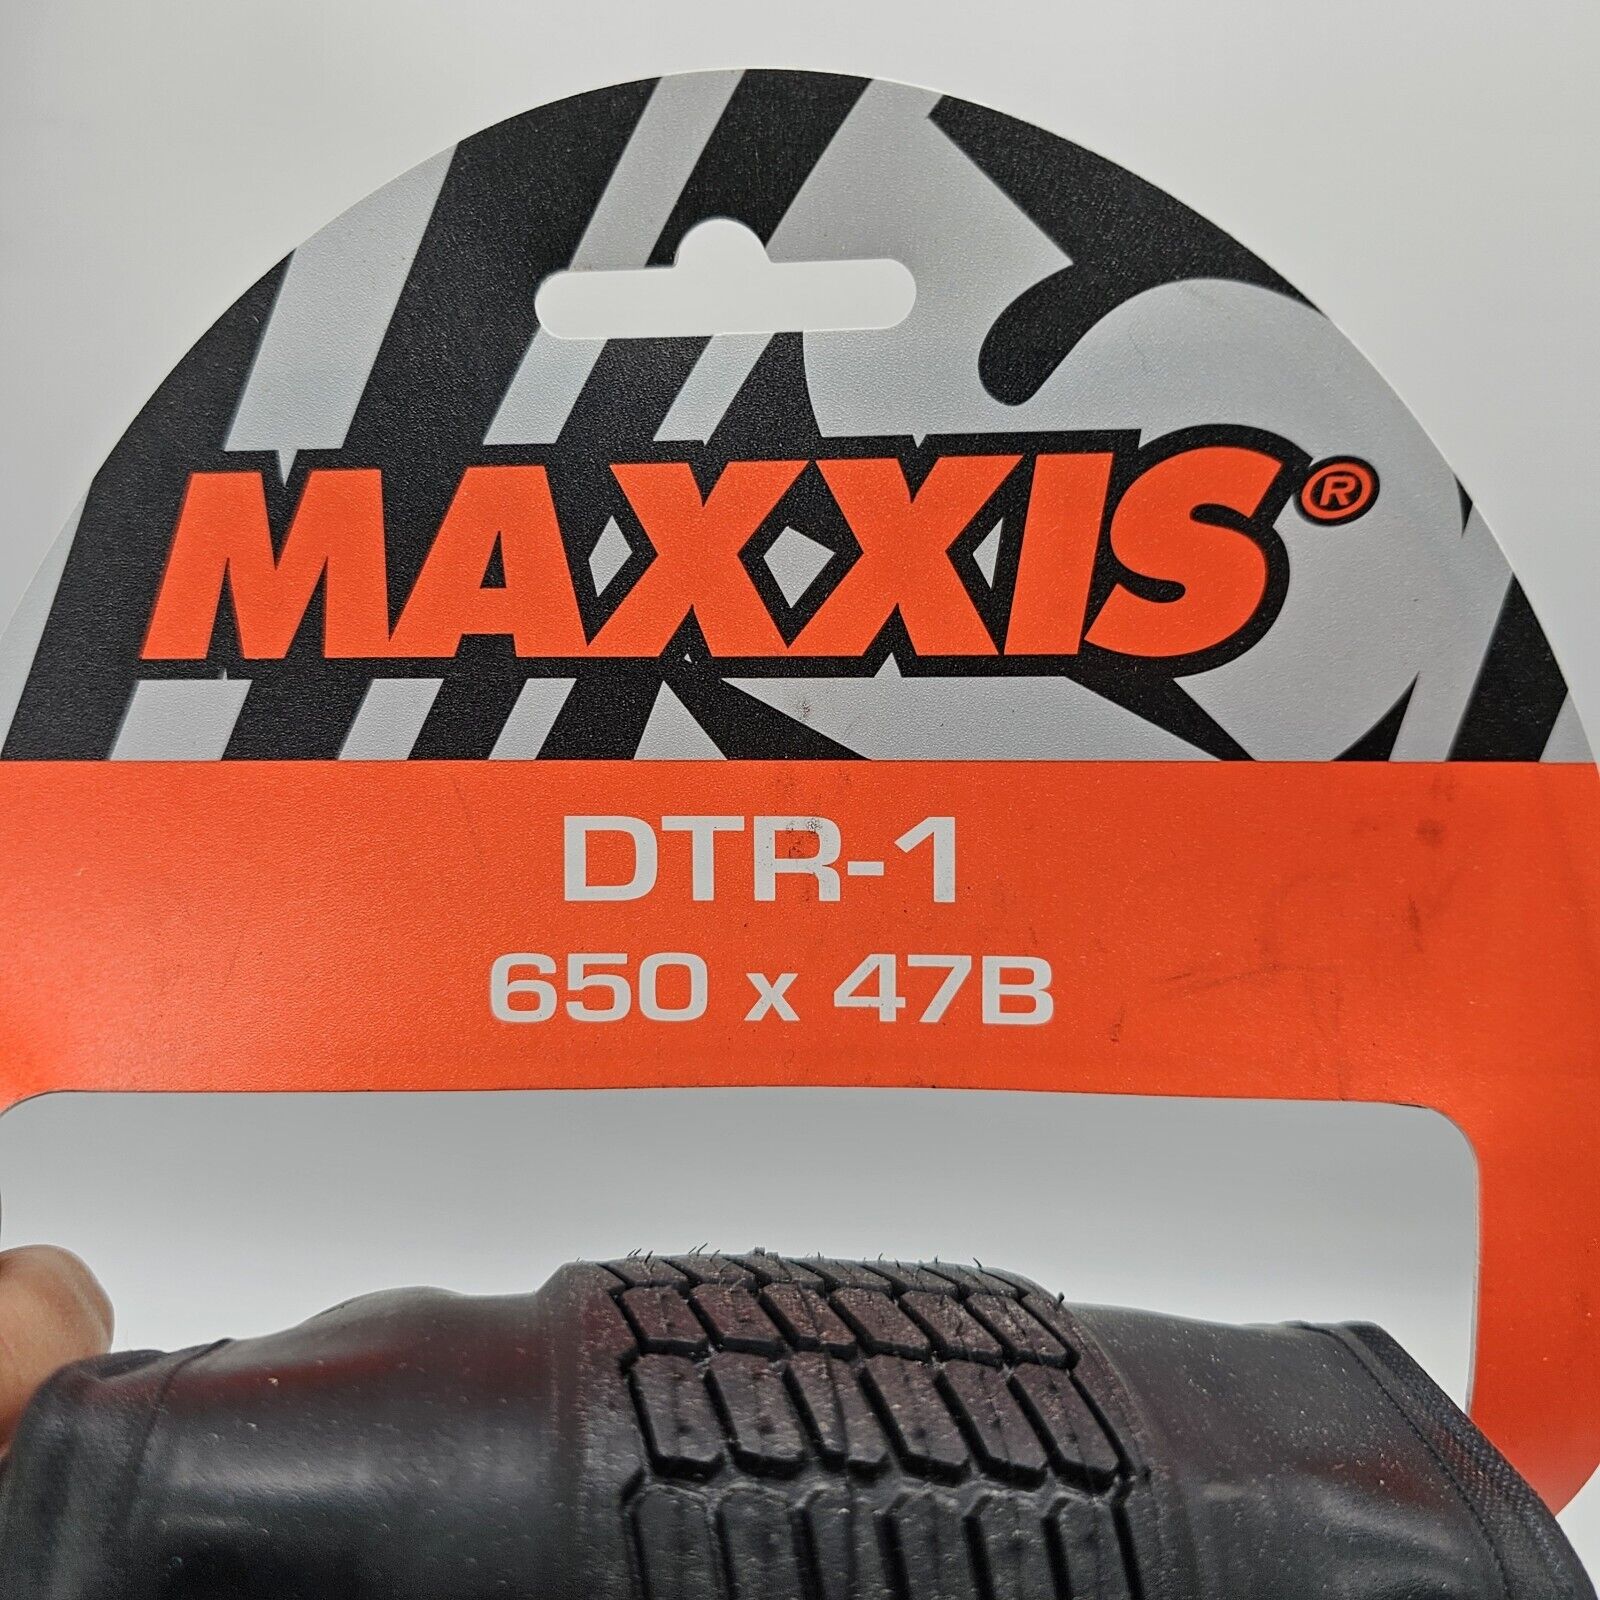 MAXXIS®
DTR-1
650 x 47B